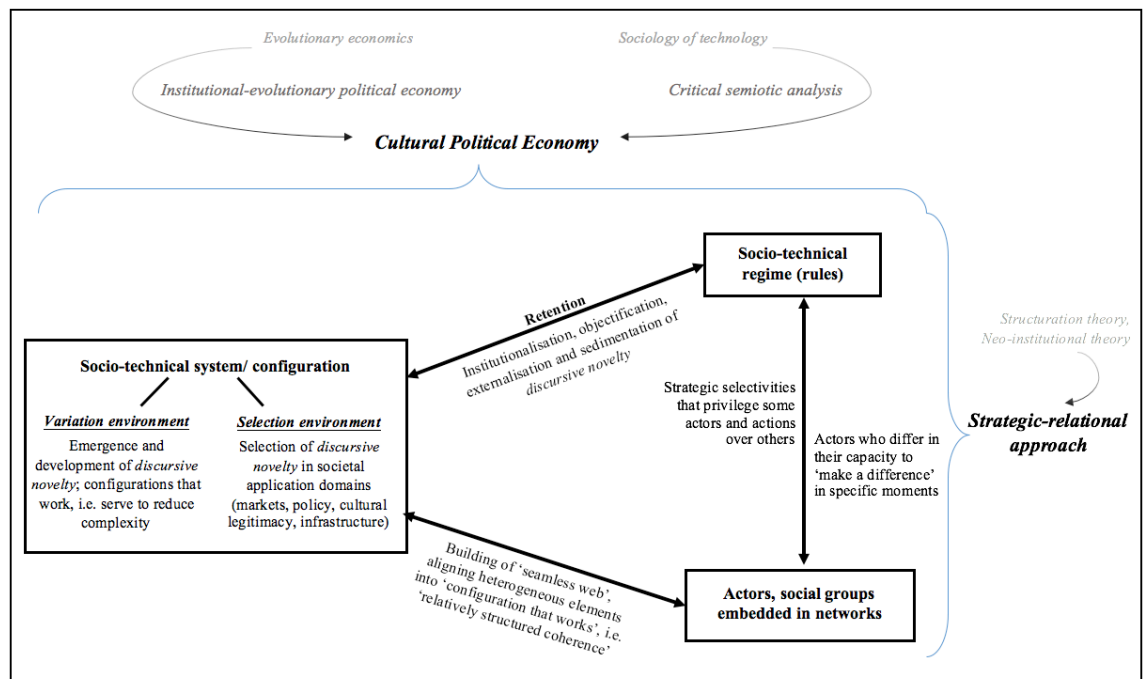 Evolutionary economics
Sociology of technology
Institutional-evolutionary political economy
Critical semiotic analysis
Cultural Political Economy
Socio-technical
regime (rules)
Retention
Institutionalisation, objectification,
externalisation and sedimentation of
discursive novelty
Structuration theory,
Neo-institutional theory
Strategic-relational
approach
Socio-technical system/ configuration
Variation environment
Emergence and
development of discursive
novelty; configurations that
work, i.e. serve to reduce
complexity
Selection environment
Selection of discursive
novelty in societal
application domains
(markets, policy, cultural
legitimacy, infrastructure)
Strategic selectivities
that privilege some
actors and actions
over others
Actors who differ in
their capacity to
‘make a difference’
in specific moments
Building of ‘seamless web’,
aligning heterogeneous elements
into ‘configuration that works’, i.e.
‘relatively structured coherence’
Actors, social groups
embedded in networks